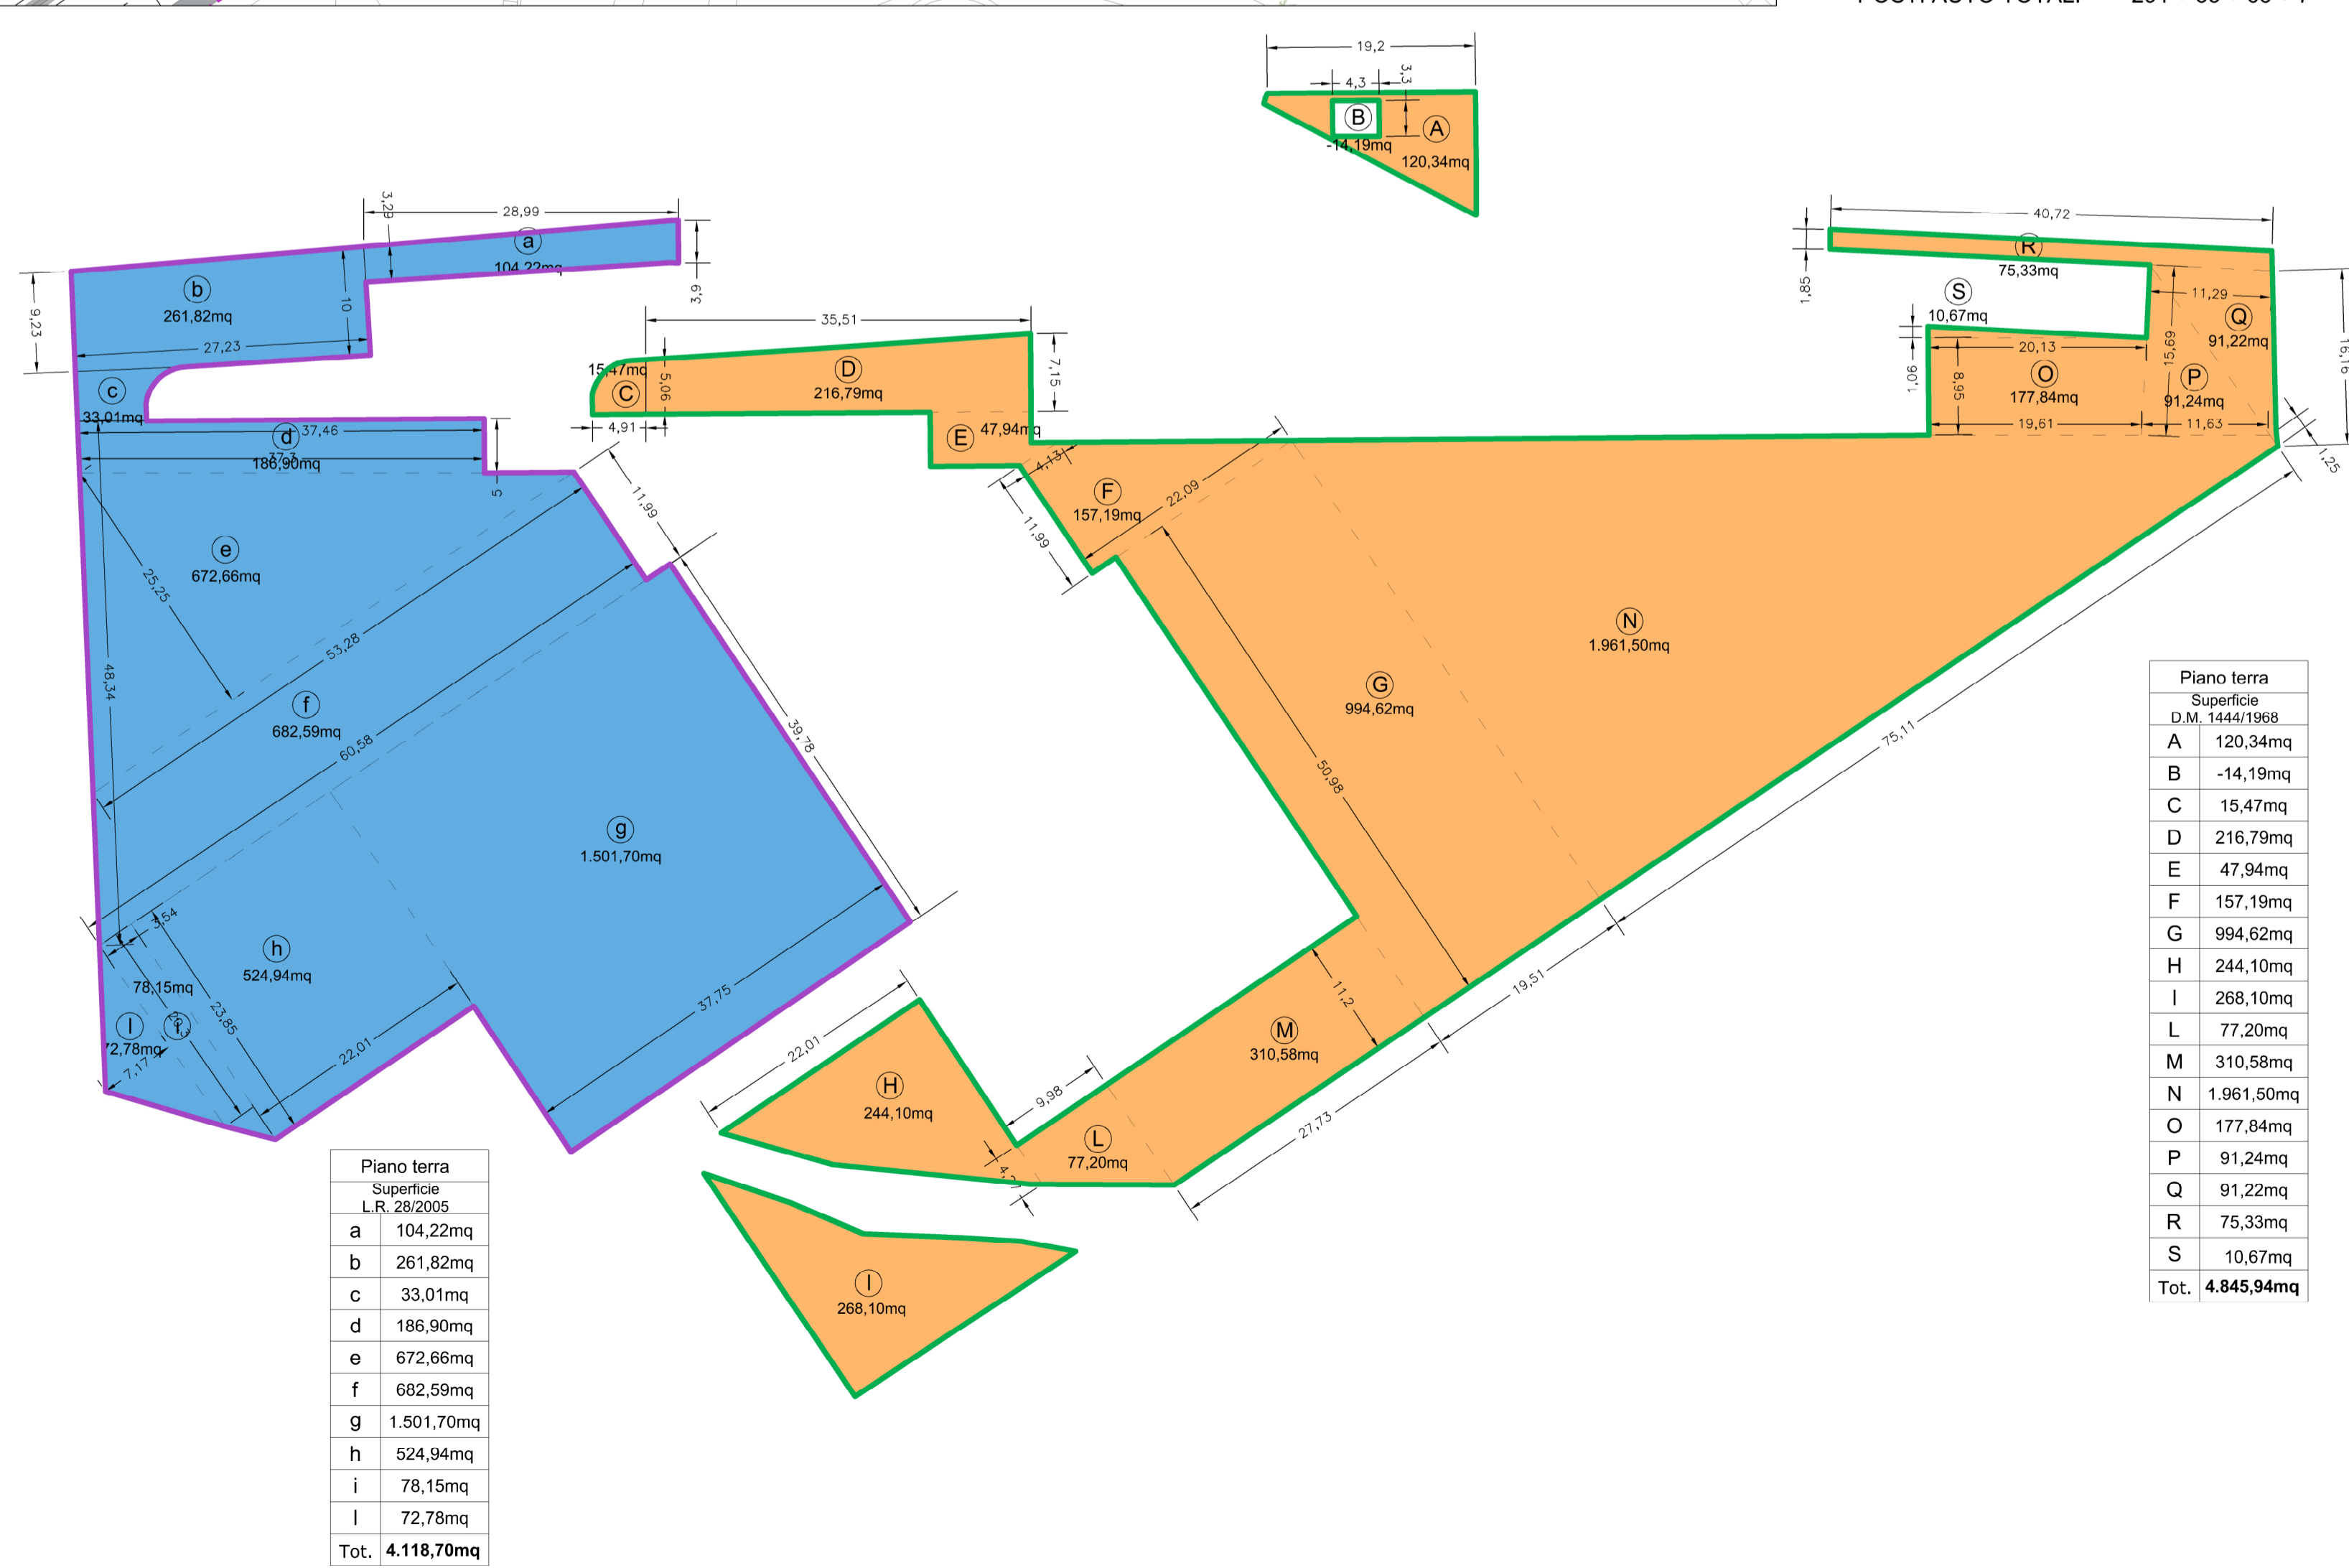 19,2
4,3
3,3
B
A
-14,19mq
120,34mq
28,99
3,29
a
104,22mq
3,9
b
261,82mq
10
9,23
27,23
c
33,01mq
37,46
d
37,3
186,90mq
5
35,51
15,47mq
C
5,06
D
216,79mq
7,15
4,91
E
47,94mq
40,72
R
75,33mq
1,85
S
10,67mq
11,29
Q
91,22mq
16,16
1,06
20,13
15,69
8,95
O
177,84mq
P
91,24mq
19,61
11,63
1,25
4,13
F
157,19mq
22,09
11,99
11,99
e
672,66mq
25,25
53,28
48,34
f
682,59mq
60,58
39,78
g
1.501,70mq
N
1.961,50mq
G
994,62mq
50,98
75,11
3,54
h
524,94mq
78,15mq
l
i
72,78mq
7,17
23,85
22,01
37,75
19,51
11,2
M
310,58mq
22,01
H
244,10mq
9,98
L
77,20mq
27,73
I
268,10mq
Piano terra
Superficie
L.R. 28/2005
a 104,22mq
b 261,82mq
c 33,01mq
d 186,90mq
e 672,66mq
f 682,59mq
g 1.501,70mq
h 524,94mq
i 78,15mq
l 72,78mq
Tot. 4.118,70mq
Piano terra
Superficie
D.M. 1444/1968
A 120,34mq
B -14,19mq
C 15,47mq
D 216,79mq
E 47,94mq
F 157,19mq
G 994,62mq
H 244,10mq
I 268,10mq
L 77,20mq
M 310,58mq
N 1.961,50mq
O 177,84mq
P 91,24mq
Q 91,22mq
R 75,33mq
S 10,67mq
Tot. 4.845,94mq